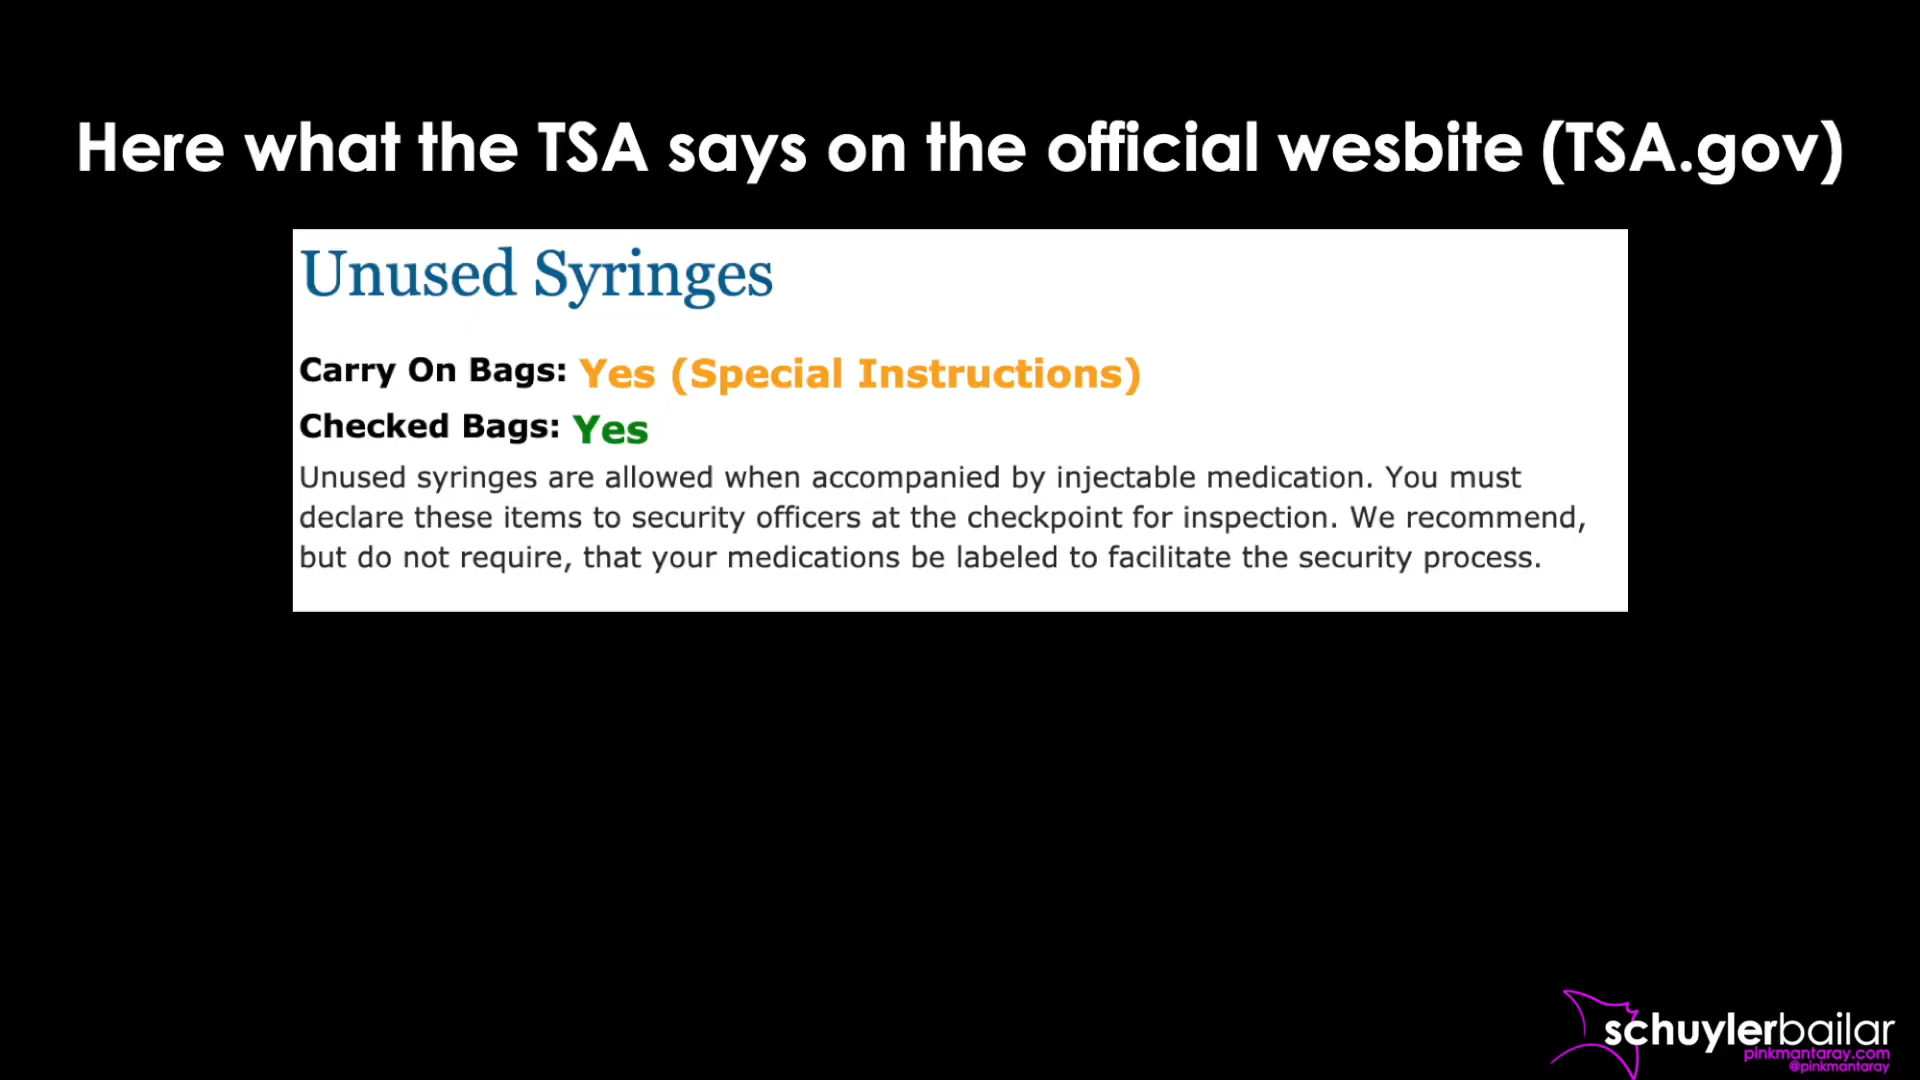 Here what the TSA says on the official wesbite (TSA.gov)
Unused Syringes
Carry On Bags: Yes (Special Instructions)
Checked Bags: Yes
Unused syringes are allowed when accompanied by injectable medication. You must
declare these items to security officers at the checkpoint for inspection. We recommend,
but do not require, that your medications be labeled to facilitate the security process.
schuylerbailar
pinkmantaray.com
@pinkmantaray